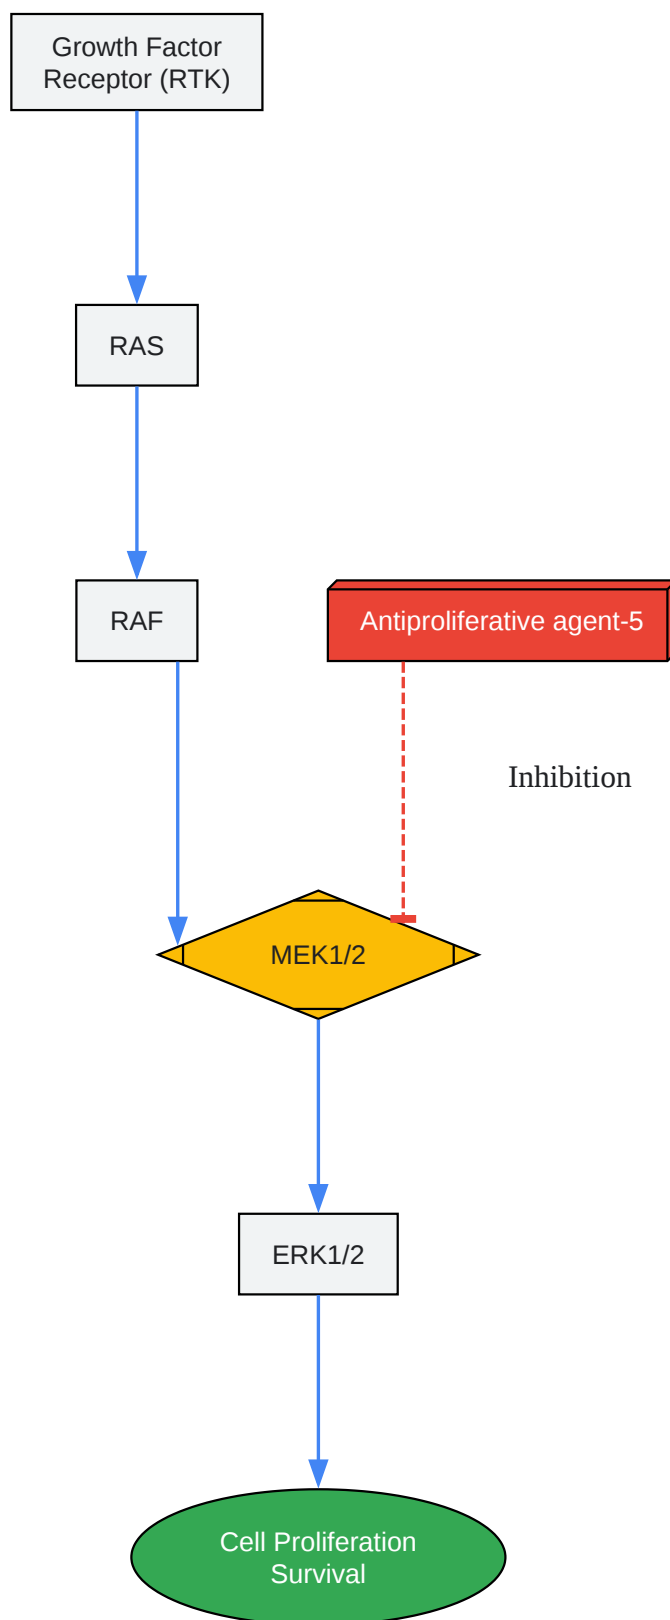 Growth Factor
Receptor (RTK)
RAS
RAF
Antiproliferative agent-5
Inhibition
MEK1/2
ERK1/2
Cell Proliferation
Survival